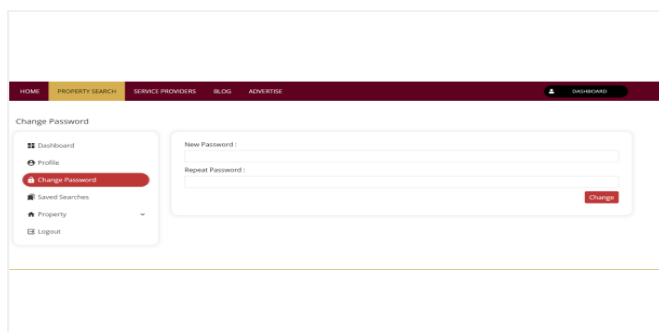 HOME PROPERTY SEARCH SERVICE PROVIDERS BLOG ADVERTISE DASHBOARD
Change Password
Dashboard
Profile
Change Password
Saved Searches
Property
Logout
New Password :
Repeat Password :
Change